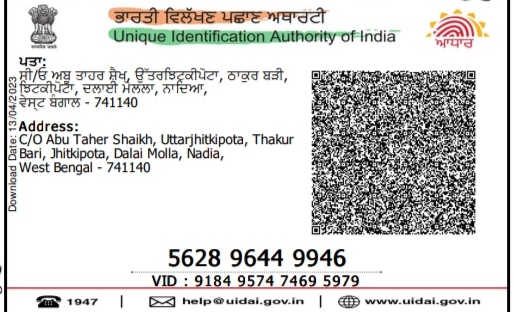 ਭਾਰਤੀ ਵਿਲੱਖਣ ਪਛਾਣ ਅਥਾਰਟੀ
Unique Identification Authority of India
ਆਧਾਰ
ਪਤਾ:
ਸੀ/ਓ ਅਬੂ ਤਾਹਰ ਸ਼ੈਖ, ਉੱਤਰਝਿਟਕੀਪੋਟਾ, ਠਾਕੁਰ ਬੜੀ,
ਝਿਟਕੀਪੋਟਾ, ਦਲਾਈ ਮੋਲਲਾ, ਨਾਦਿਆ,
ਵੇਸਟ ਬੰਗਾਲ - 741140
Address:
C/O Abu Taher Shaikh, Uttarjhitkipota, Thakur
Bari, Jhitkipota, Dalai Molla, Nadia,
West Bengal - 741140
Download Date: 13/04/2023
5628 9644 9946
VID : 9184 9574 7469 5979
1947 | help@uidai.gov.in | www.uidai.gov.in